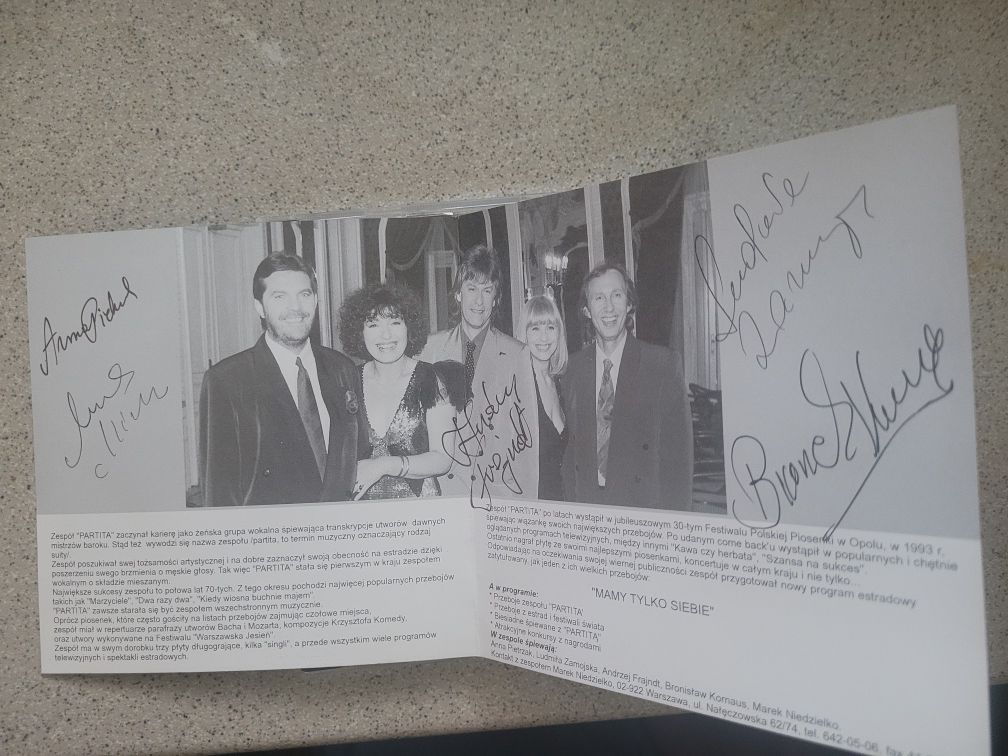 Zespół "PARTITA" zaczynał karierę jako żeńska grupa wokalna śpiewająca transkrypcje utworów dawnych
mistrzów baroku. Stąd też wywodzi się nazwa zespołu /partita, to termin muzyczny oznaczający rodzaj
suity/.
Zespół poszukiwał swej tożsamości artystycznej i na dobre zaznaczył swoją obecność na estradzie dzięki
poszerzeniu swego brzmienia o męskie głosy. Tak więc "PARTITA" stała się pierwszym w kraju zespołem
wokalnym o składzie mieszanym.
Największe sukcesy zespołu to połowa lat 70-tych. Z tego okresu pochodzi najwięcej popularnych przebojów
takich jak "Marzyciele", "Dwa razy dwa", "Kiedy wiosna buchnie majem".
"PARTITA" zawsze starała się być zespołem wszechstronnym muzycznie.
Oprócz piosenek, które często gościły na listach przebojów zajmując czołowe miejsca,
zespół miał w repertuarze parafrazy utworów Bacha i Mozarta, kompozycje Krzysztofa Komedy,
oraz utwory wykonywane na Festiwalu "Warszawska Jesień".
Zespół ma w swym dorobku trzy płyty długogrające, kilka "singli", a przede wszystkim wiele programów
telewizyjnych i spektakli estradowych.
Zespół "PARTITA" po latach wystąpił w jubileuszowym 30-tym Festiwalu Polskiej Piosenki w Opolu, w 1993 r.
śpiewając wiązankę swoich największych przebojów. Po udanym come back'u wystąpił w popularnych i chętnie
oglądanych programach telewizyjnych, między innymi "Kawa czy herbata", "Szansa na sukces".
Ostatnio nagrał płytę ze swoimi najlepszymi piosenkami, koncertuje w całym kraju i nie tylko...
Odpowiadając na oczekiwania swojej wiernej publiczności zespół przygotował nowy program estradowy
zatytułowany, jak jeden z ich wielkich przebojów:
"MAMY TYLKO SIEBIE"
A w programie:
* Przeboje zespołu "PARTITA"
* Przeboje z estrad i festiwali świata
* Biesiadne śpiewanie z "PARTITĄ"
* Atrakcyjne konkursy z nagrodami
W zespole śpiewają:
Anna Pietrzak, Ludmiła Zamojska, Andrzej Frajndt, Bronisław Kornaus, Marek Niedzielko.
Kontakt z zespołem Marek Niedzielko, 02-922 Warszawa, ul. Nałęczowska 62/74, tel. 642-05-06, fax